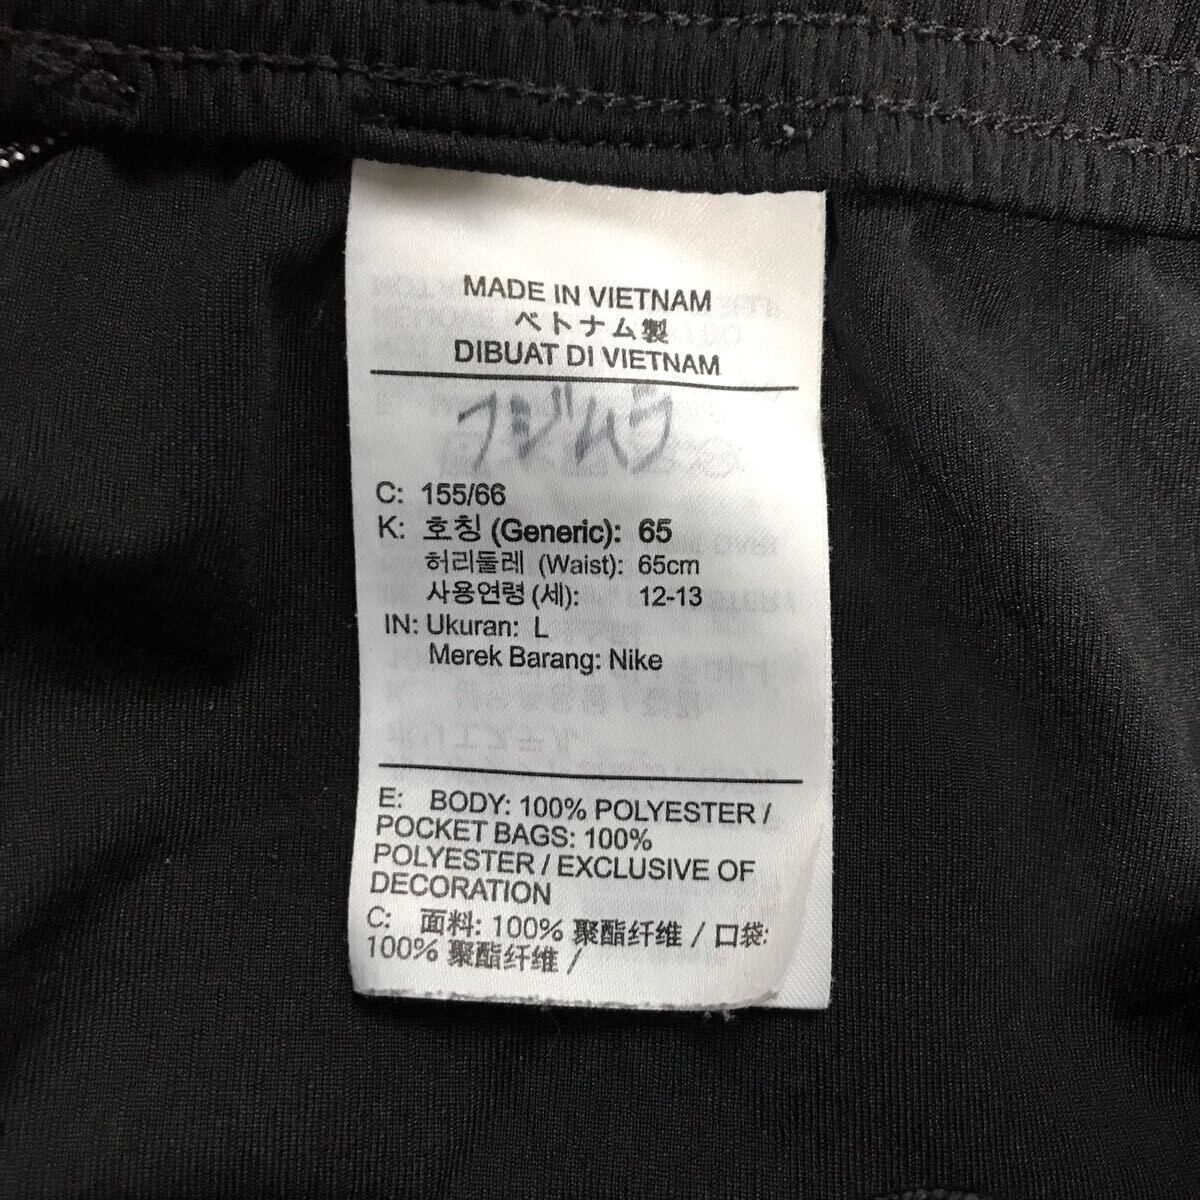 MADE IN VIETNAM
ベトナム製
DIBUAT DI VIETNAM
フジムラ
C: 155/66
K: 호칭 (Generic): 65
허리둘레 (Waist): 65cm
사용연령 (세): 12-13
IN: Ukuran: L
Merek Barang: Nike
E: BODY: 100% POLYESTER /
POCKET BAGS: 100%
POLYESTER / EXCLUSIVE OF
DECORATION
C: 面料: 100% 聚酯纤维 / 口袋:
100% 聚酯纤维 /